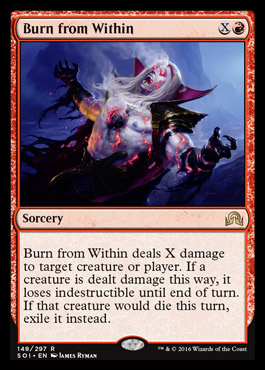 Burn from Within X
Sorcery
Burn from Within deals X damage
to target creature or player. If a
creature is dealt damage this way, it
loses indestructible until end of turn.
If that creature would die this turn,
exile it instead.
148/297 R
SOI • EN James Ryman
™ & © 2016 Wizards of the Coast